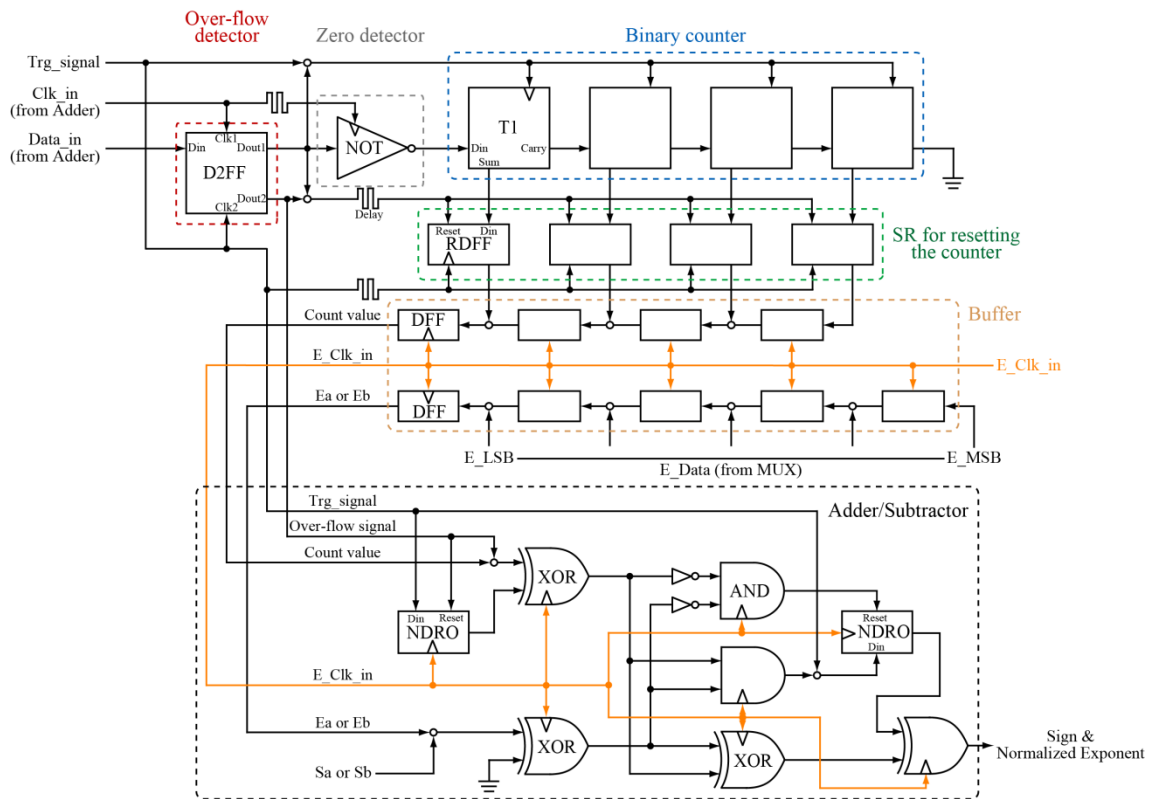 Over-flow
detector
Zero detector
Binary counter
Trg_signal
Clk_in
(from Adder)
Data_in
(from Adder)
Din
Clk1
Dout1
D2FF
Dout2
Clk2
NOT
T1
Din
Carry
Sum
Delay
Reset
Din
RDFF
SR for resetting
the counter
Count value
DFF
Buffer
E_Clk_in
E_Clk_in
Ea or Eb
DFF
E_LSB
E_Data (from MUX)
E_MSB
Trg_signal
Adder/Subtractor
Over-flow signal
Count value
XOR
AND
Din
Reset
NDRO
Reset
NDRO
Din
E_Clk_in
Ea or Eb
XOR
XOR
Sa or Sb
Sign &
Normalized Exponent